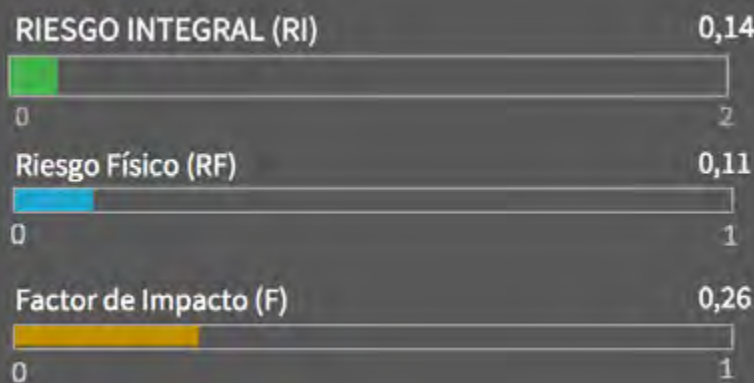 RIESGO INTEGRAL (RI) 0,14
0 2
Riesgo Físico (RF) 0,11
0 1
Factor de Impacto (F) 0,26
0 1